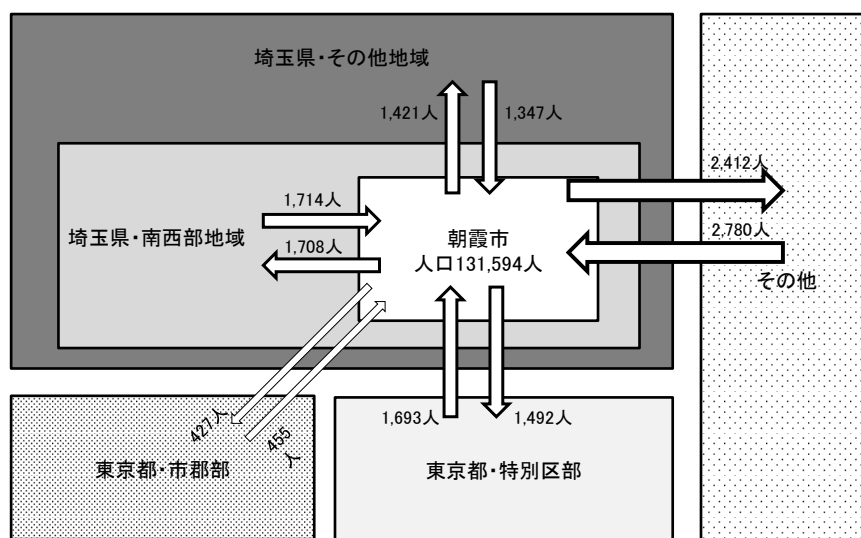 埼玉県・その他地域
1,421人
1,347人
2,412人
1,714人
埼玉県・南西部地域
1,708人
朝霞市
人口131,594人
2,780人
その他
427人
455人
1,693人
1,492人
東京都・市郡部
東京都・特別区部